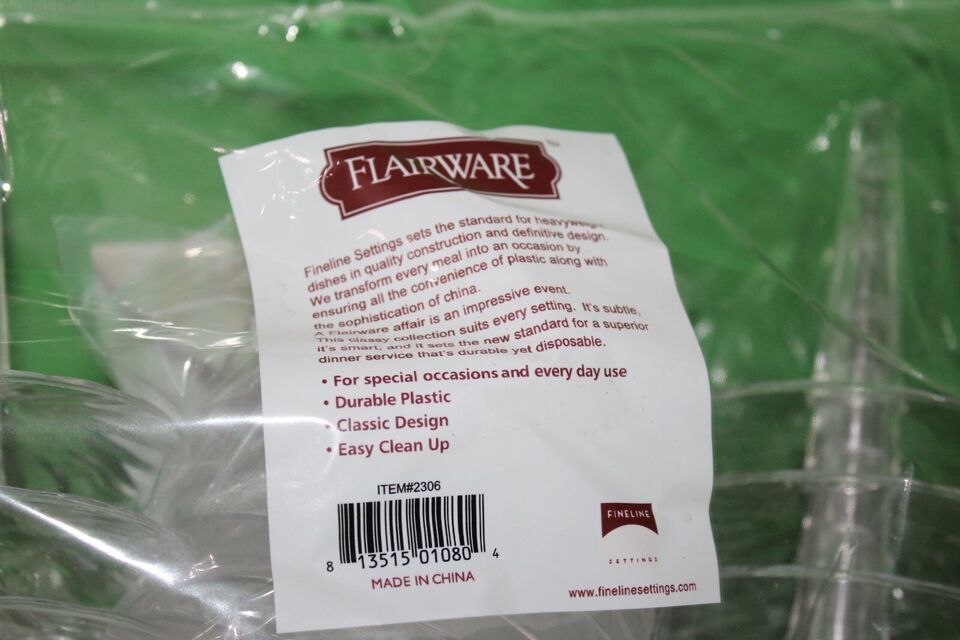 FLAIRWARE™
Fineline Settings sets the standard for heavyweight
dishes in quality construction and definitive design.
We transform every meal into an occasion by
ensuring all the convenience of plastic along with
the sophistication of china.
A Flairware affair is an impressive event.
This classy collection suits every setting. It's subtle,
it's smart, and it sets the new standard for a superior
dinner service that's durable yet disposable.
• For special occasions and every day use
• Durable Plastic
• Classic Design
• Easy Clean Up
ITEM#2306
8 13515 01080 4
MADE IN CHINA
FINELINE
SETTINGS
www.finelinesettings.com